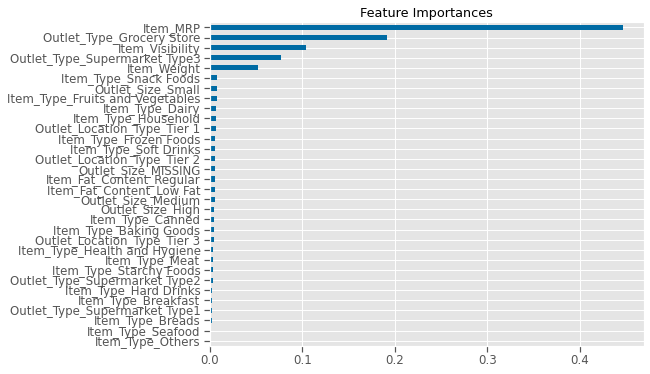 Feature Importances
Item_MRP
Outlet_Type_Grocery Store
Item_Visibility
Outlet_Type_Supermarket Type3
Item_Weight
Item_Type_Snack Foods
Outlet_Size_Small
Item_Type_Fruits and Vegetables
Item_Type_Dairy
Item_Type_Household
Outlet_Location_Type_Tier 1
Item_Type_Frozen Foods
Item_Type_Soft Drinks
Outlet_Location_Type_Tier 2
Outlet_Size_MISSING
Item_Fat_Content_Regular
Item_Fat_Content_Low Fat
Outlet_Size_Medium
Outlet_Size_High
Item_Type_Canned
Item_Type_Baking Goods
Outlet_Location_Type_Tier 3
Item_Type_Health and Hygiene
Item_Type_Meat
Item_Type_Starchy Foods
Outlet_Type_Supermarket Type2
Item_Type_Hard Drinks
Item_Type_Breakfast
Outlet_Type_Supermarket Type1
Item_Type_Breads
Item_Type_Seafood
Item_Type_Others
0.0 0.1 0.2 0.3 0.4